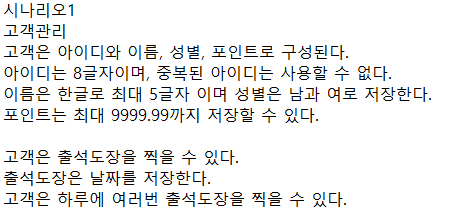 시나리오1
고객관리
고객은 아이디와 이름, 성별, 포인트로 구성된다.
아이디는 8글자이며, 중복된 아이디는 사용할 수 없다.
이름은 한글로 최대 5글자 이며 성별은 남과 여로 저장한다.
포인트는 최대 9999.99까지 저장할 수 있다.

고객은 출석도장을 찍을 수 있다.
출석도장은 날짜를 저장한다.
고객은 하루에 여러번 출석도장을 찍을 수 있다.